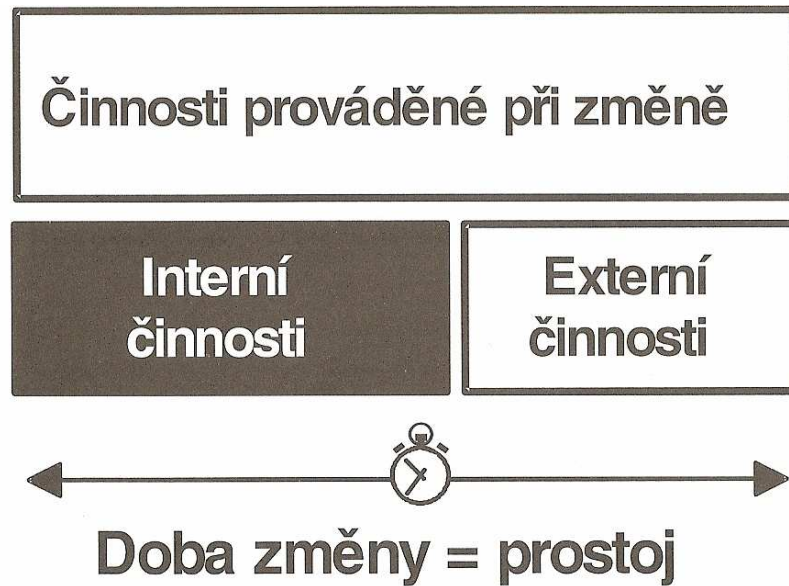 Činnosti prováděné při změně
Interní
činnosti
Externí
činnosti
Doba změny = prostoj